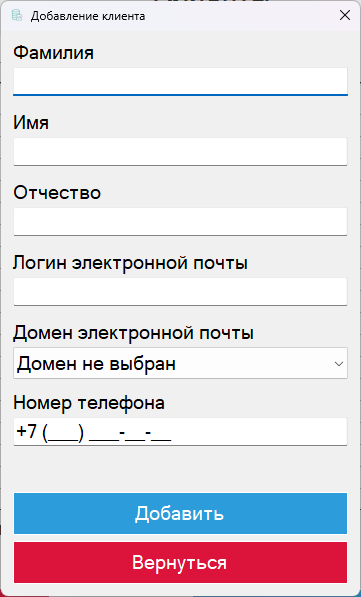 Добавление клиента
Фамилия
Имя
Отчество
Логин электронной почты
Домен электронной почты
Домен не выбран
Номер телефона
+7 (___) ___-__-__
Добавить
Вернуться